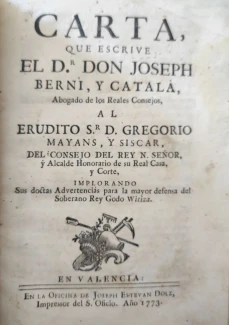 CARTA,
QUE ESCRIVE
EL D.R DON JOSEPH
BERNI, Y CATALÀ,
Abogado de los Reales Consejos,
AL
ERUDITO S.R D. GREGORIO
MAYANS, Y SISCAR,
DEL CONSEJO DEL REY N. SEÑOR,
ÿ Alcalde Honorario de su Real Casa,
y Corte,
IMPLORANDO
Sus doctas Advertencias para la mayor defensa del
Soberano Rey Godo Witiza.
EN VALENCIA:
EN LA OFICINA DE JOSEPH ESTEVAN DOLZ,
Impresor del S. Oficio. Año 1773.